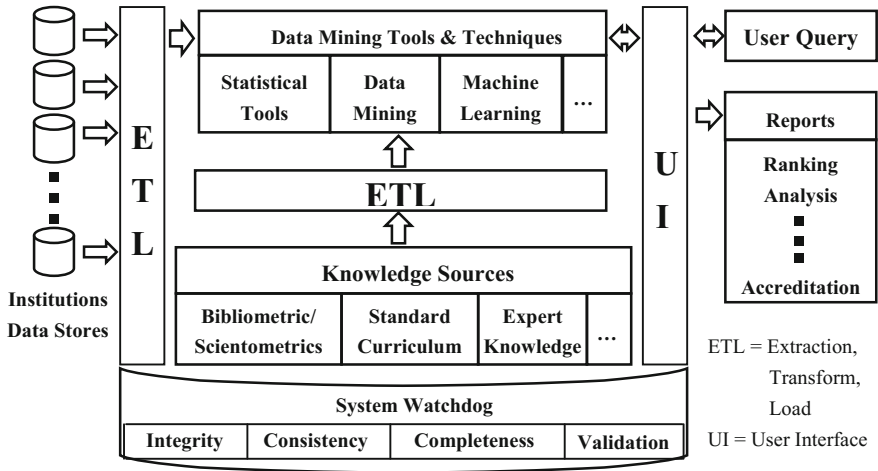 Data Mining Tools & Techniques
Statistical
Tools
Data
Mining
Machine
Learning
...
E
T
L
ETL
Knowledge Sources
Bibliometric/
Scientometrics
Standard
Curriculum
Expert
Knowledge
...
Institutions
Data Stores
U
I
User Query
Reports
Ranking
Analysis
Accreditation
System Watchdog
Integrity
Consistency
Completeness
Validation
ETL = Extraction,
Transform,
Load
UI = User Interface